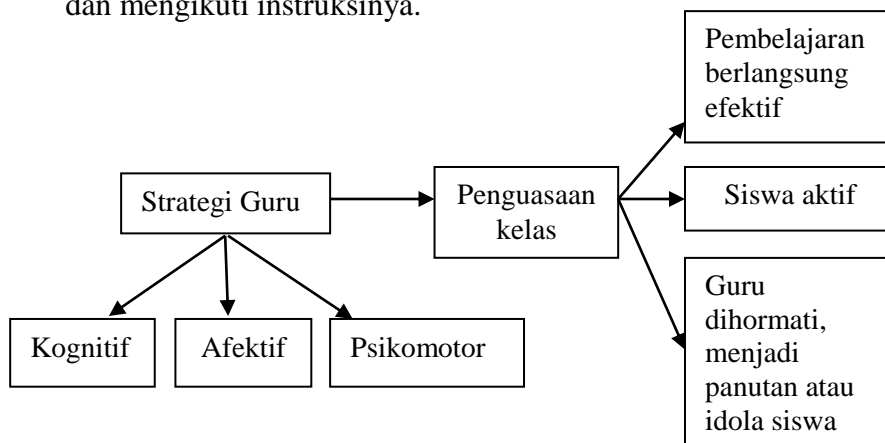 dan mengikuti instruksinya.
Pembelajaran
berlangsung
efektif
Strategi Guru
Penguasaan
kelas
Siswa aktif
Kognitif
Afektif
Psikomotor
Guru
dihormati,
menjadi
panutan atau
idola siswa